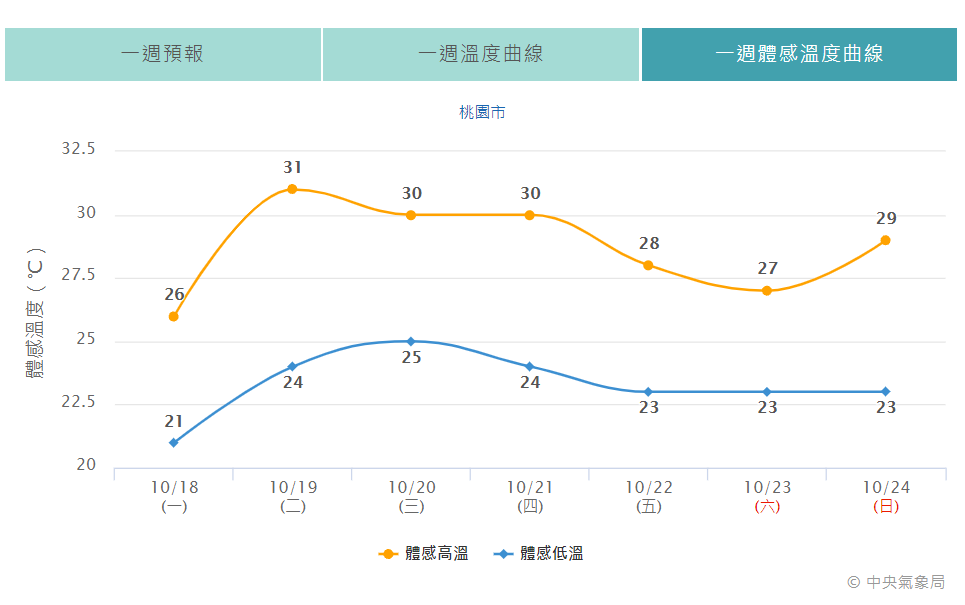 一週預報 一週溫度曲線 一週體感溫度曲線
桃園市
體感溫度 ( ℃ )
32.5
30
27.5
25
22.5
20
26 31 30 30 28 27 29
21 24 25 24 23 23 23
10/18 10/19 10/20 10/21 10/22 10/23 10/24
(一) (二) (三) (四) (五) (六) (日)
體感高溫 體感低溫
© 中央氣象局